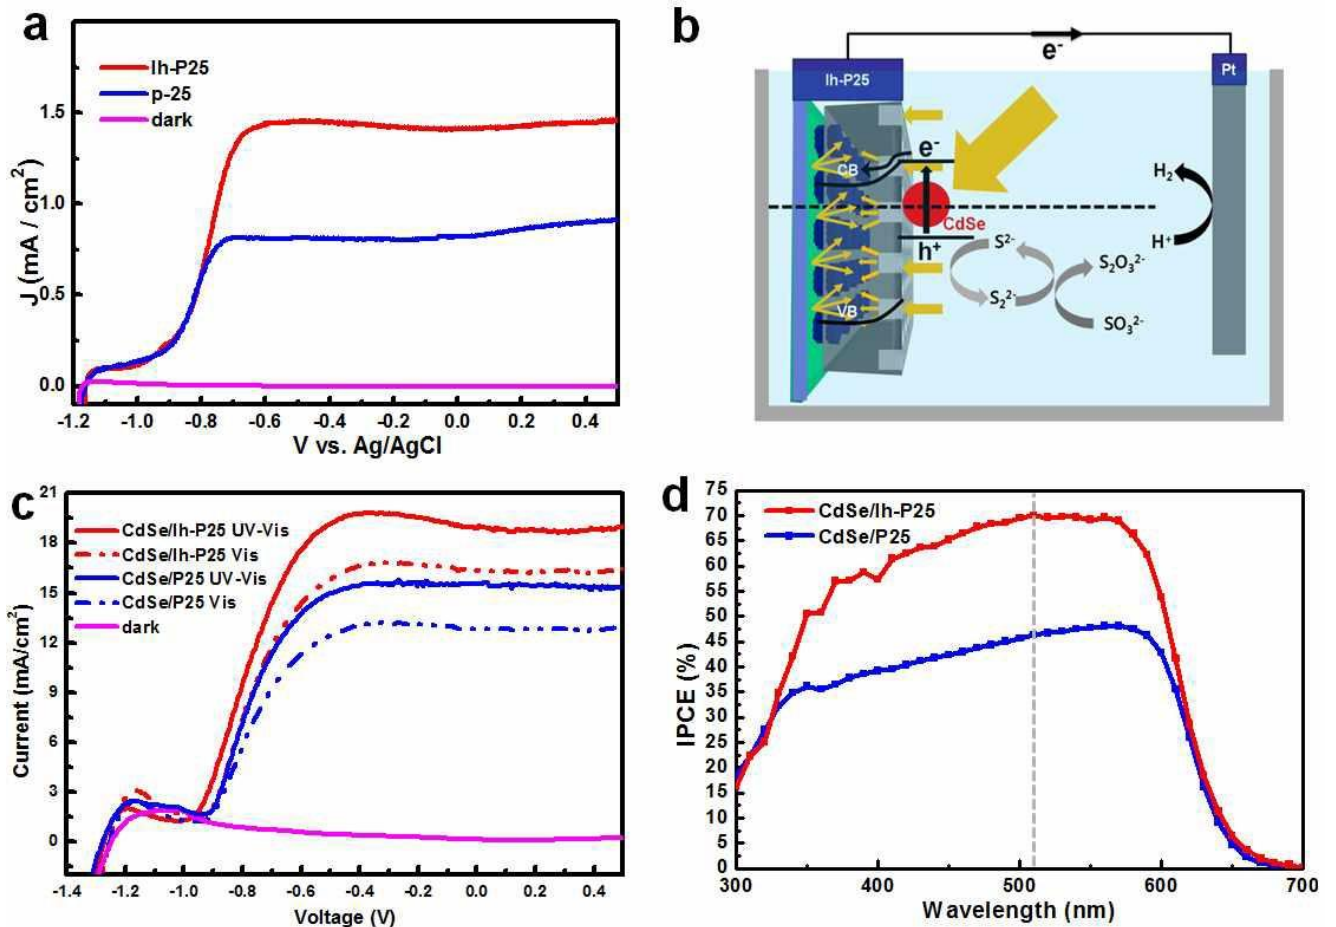 a
Ih-P25
p-25
dark
J (mA / cm²)
1.5
1.0
0.5
0.0
-1.2 -1.0 -0.8 -0.6 -0.4 -0.2 0.0 0.2 0.4
V vs. Ag/AgCl
b
e⁻
Ih-P25
Pt
e⁻
CB
CdSe
h⁺
VB
S²⁻
S₂²⁻
S₂O₃²⁻
SO₃²⁻
H₂
H⁺
c
CdSe/Ih-P25 UV-Vis
CdSe/Ih-P25 Vis
CdSe/P25 UV-Vis
CdSe/P25 Vis
dark
Current (mA/cm²)
21
18
15
12
9
6
3
0
-1.4 -1.2 -1.0 -0.8 -0.6 -0.4 -0.2 0.0 0.2 0.4
Voltage (V)
d
CdSe/Ih-P25
CdSe/P25
IPCE (%)
75
70
65
60
55
50
45
40
35
30
25
20
15
10
5
0
300 400 500 600 700
Wavelength (nm)